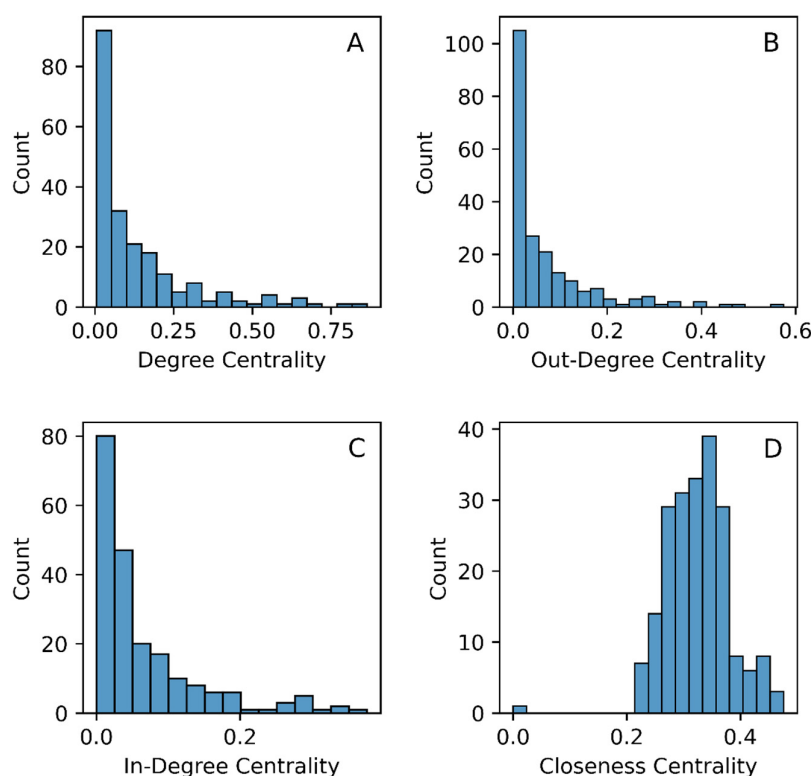 A
80
60
40
20
0
Count
0.00 0.25 0.50 0.75
Degree Centrality
B
100
80
60
40
20
0
Count
0.0 0.2 0.4 0.6
Out-Degree Centrality
C
80
60
40
20
0
Count
0.0 0.2
In-Degree Centrality
D
40
30
20
10
0
Count
0.0 0.2 0.4
Closeness Centrality